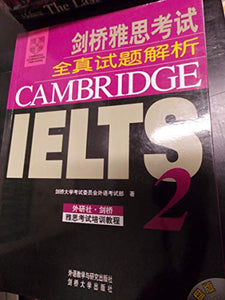 The Las
剑桥雅思考试
全真试题解析
CAMBRIDGE
IELTS
2
剑桥大学考试委员会外语考试部 著
外研社·剑桥
雅思考试培训教程
外语教学与研究出版社
剑桥大学出版社